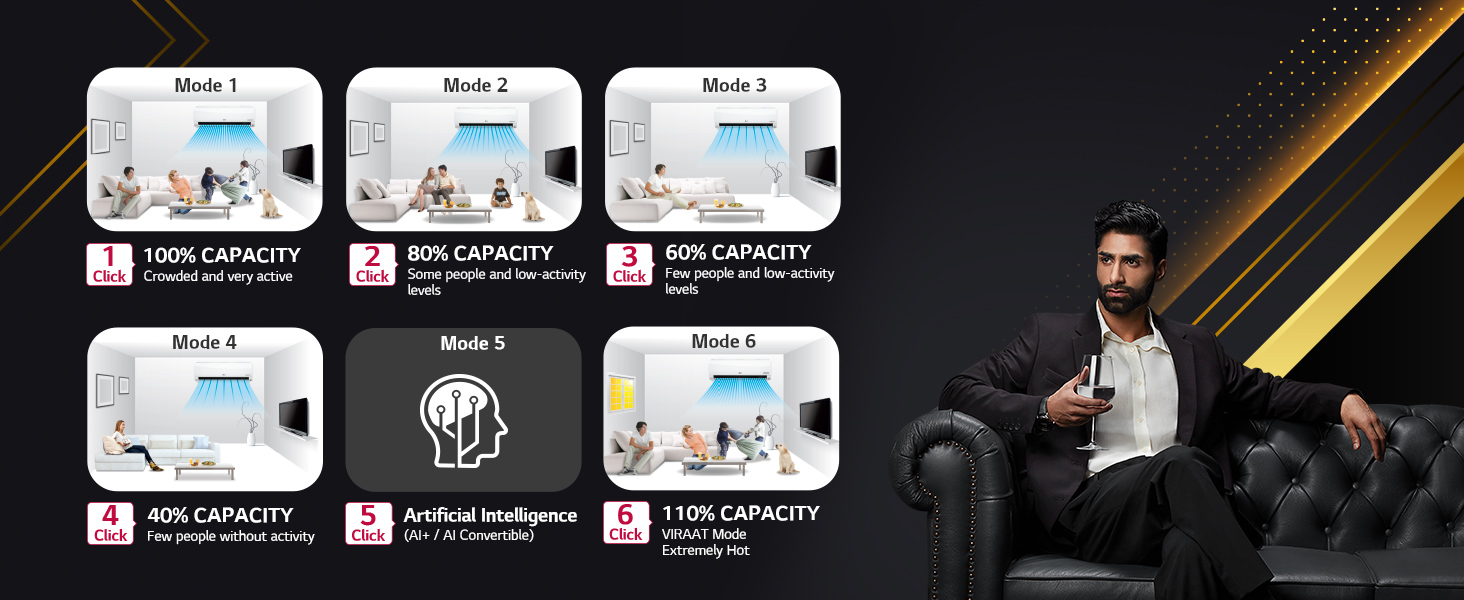 Mode 1
1
Click
100% CAPACITY
Crowded and very active
Mode 2
2
Click
80% CAPACITY
Some people and low-activity
levels
Mode 3
3
Click
60% CAPACITY
Few people and low-activity
levels
Mode 4
4
Click
40% CAPACITY
Few people without activity
Mode 5
5
Click
Artificial Intelligence
(AI+ / AI Convertible)
Mode 6
6
Click
110% CAPACITY
VIRAAT Mode
Extremely Hot